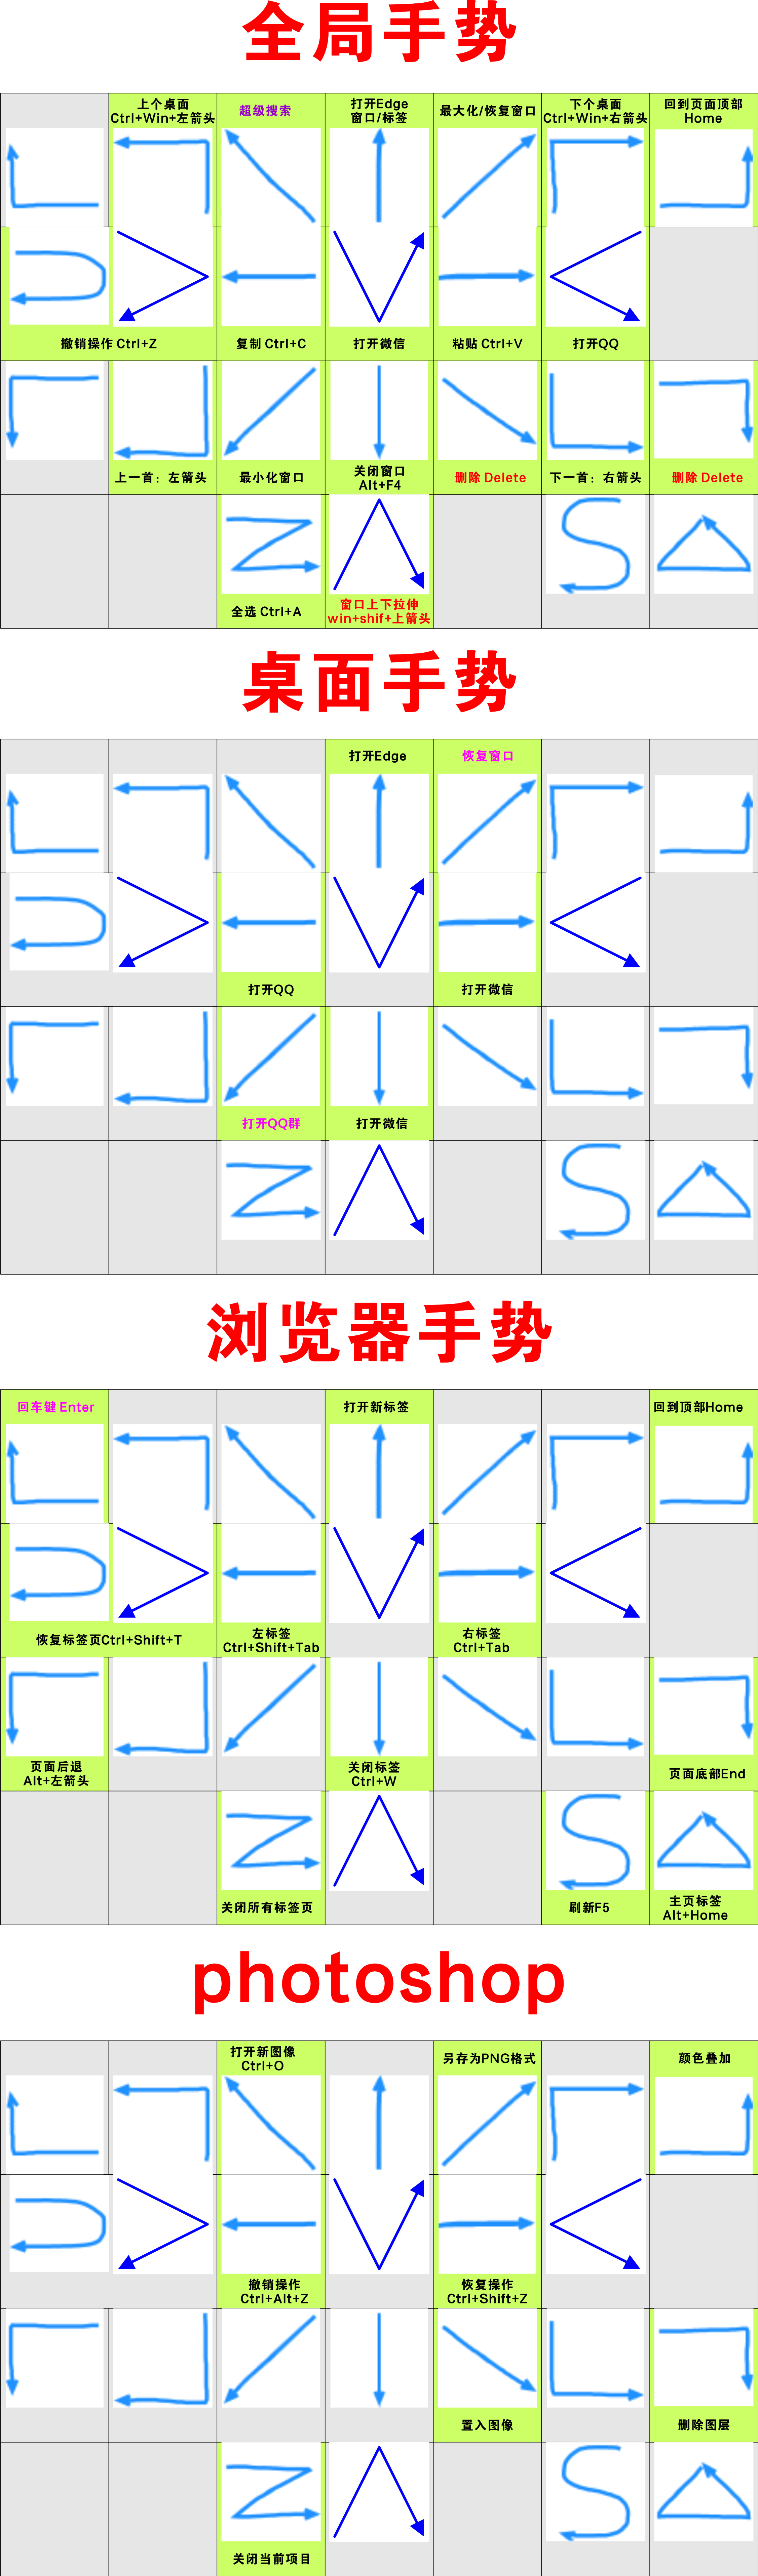 全局手势
上个桌面
Ctrl+Win+左箭头
超级搜索
打开Edge
窗口/标签
最大化/恢复窗口
下个桌面
Ctrl+Win+右箭头
回到页面顶部
Home
撤销操作 Ctrl+Z
复制 Ctrl+C
打开微信
粘贴 Ctrl+V
打开QQ
上一首：左箭头
最小化窗口
关闭窗口
Alt+F4
删除 Delete
下一首：右箭头
删除 Delete
全选 Ctrl+A
窗口上下拉伸
win+shif+上箭头
桌面手势
打开Edge
恢复窗口
打开QQ
打开微信
打开QQ群
打开微信
浏览器手势
回车键 Enter
打开新标签
回到顶部Home
恢复标签页Ctrl+Shift+T
左标签
Ctrl+Shift+Tab
右标签
Ctrl+Tab
页面后退
Alt+左箭头
关闭标签
Ctrl+W
页面底部End
关闭所有标签页
刷新F5
主页标签
Alt+Home
photoshop
打开新图像
Ctrl+O
另存为PNG格式
颜色叠加
撤销操作
Ctrl+Alt+Z
恢复操作
Ctrl+Shift+Z
置入图像
删除图层
关闭当前项目